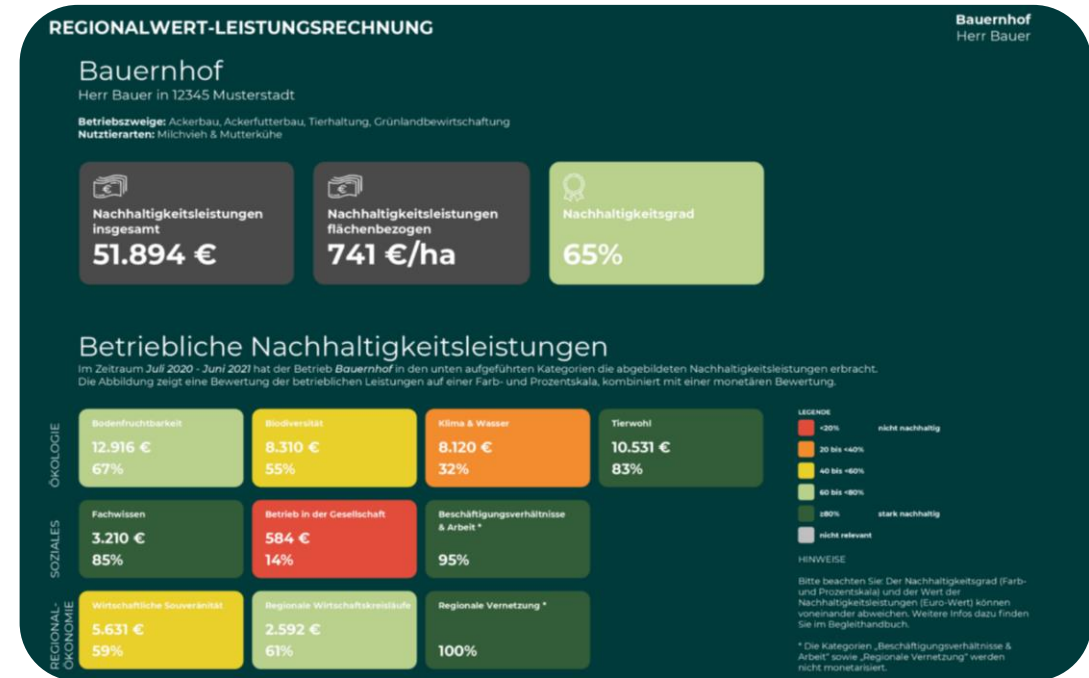 REGIONALWERT-LEISTUNGSRECHNUNG
Bauernhof
Herr Bauer
Bauernhof
Herr Bauer in 12345 Musterstadt
Betriebszweige: Ackerbau, Ackerfutterbau, Tierhaltung, Grünlandbewirtschaftung
Nutztierarten: Milchvieh & Mutterkühe
Nachhaltigkeitsleistungen
insgesamt
51.894 €
Nachhaltigkeitsleistungen
flächenbezogen
741 €/ha
Nachhaltigkeitsgrad
65%
Betriebliche Nachhaltigkeitsleistungen
Im Zeitraum Juli 2020 - Juni 2021 hat der Betrieb Bauernhof in den unten aufgeführten Kategorien die abgebildeten Nachhaltigkeitsleistungen erbracht.
Die Abbildung zeigt eine Bewertung der betrieblichen Leistungen auf einer Farb- und Prozentskala, kombiniert mit einer monetären Bewertung.
ÖKOLOGIE
Bodenfruchtbarkeit
12.916 €
67%
Biodiversität
8.310 €
55%
Klima & Wasser
8.120 €
32%
Tierwohl
10.531 €
83%
SOZIALES
Fachwissen
3.210 €
85%
Betrieb in der Gesellschaft
584 €
14%
Beschäftigungsverhältnisse
& Arbeit *
95%
REGIONAL-
ÖKONOMIE
Wirtschaftliche Souveränität
5.631 €
59%
Regionale Wirtschaftskreisläufe
2.592 €
61%
Regionale Vernetzung *
100%
LEGENDE
<20% nicht nachhaltig
20 bis <40%
40 bis <60%
60 bis <80%
≥80% stark nachhaltig
nicht relevant
HINWEISE
Bitte beachten Sie: Der Nachhaltigkeitsgrad (Farb-
und Prozentskala) und der Wert der
Nachhaltigkeitsleistungen (Euro-Wert) können
voneinander abweichen. Weitere Infos dazu finden
Sie im Begleithandbuch.
* Die Kategorien „Beschäftigungsverhältnisse &
Arbeit" sowie „Regionale Vernetzung" werden
nicht monetarisiert.